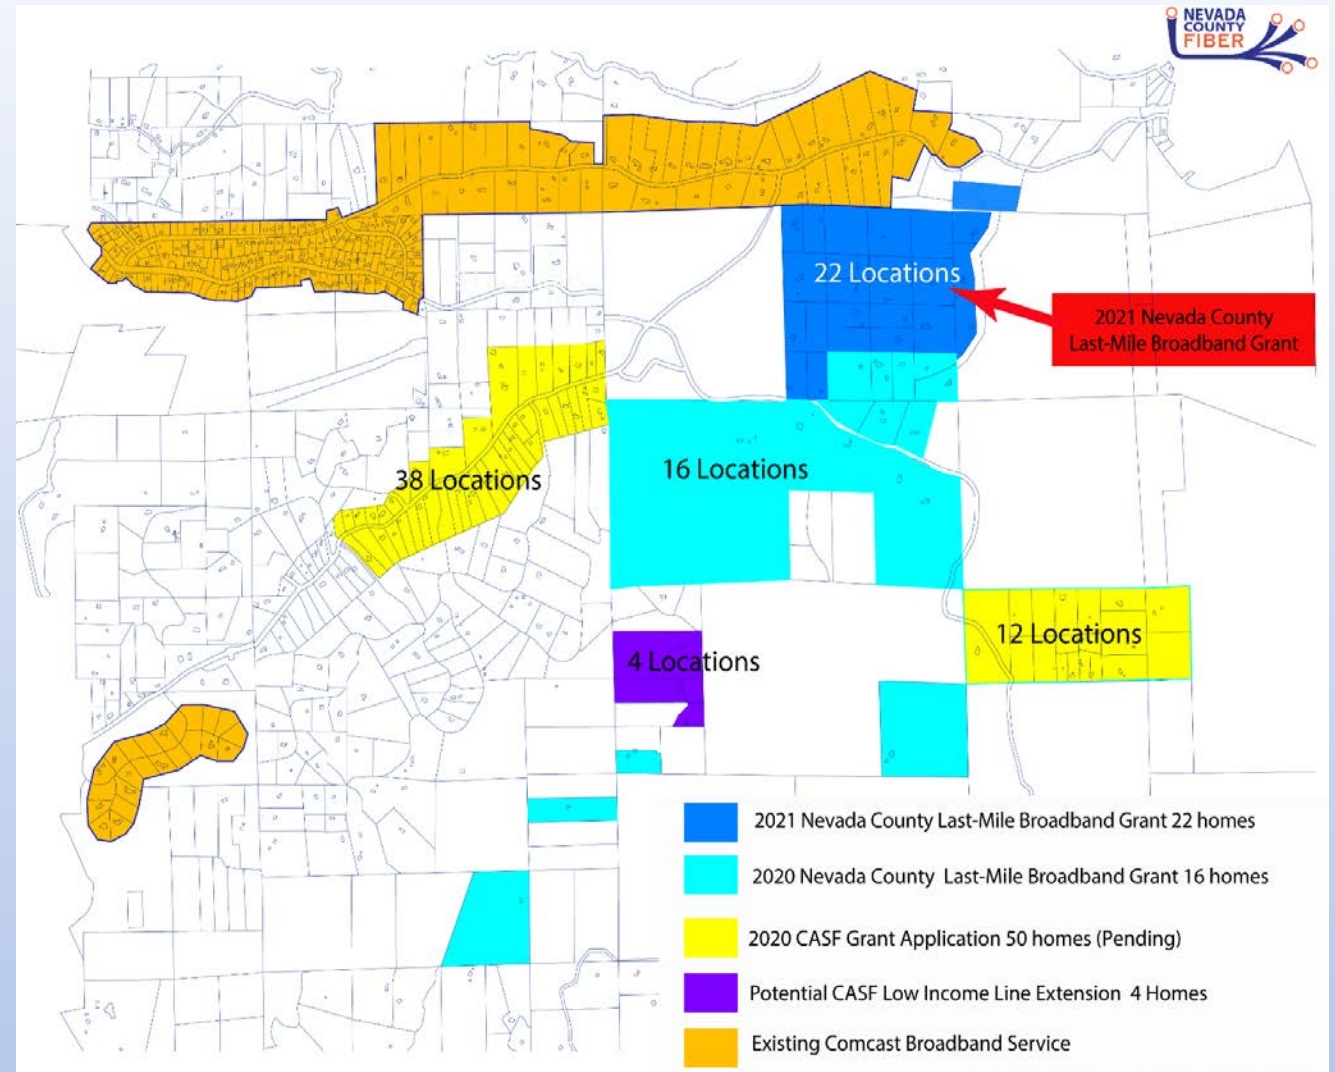 NEVADA
COUNTY
FIBER
22 Locations
2021 Nevada County
Last-Mile Broadband Grant
38 Locations
16 Locations
12 Locations
4 Locations
2021 Nevada County Last-Mile Broadband Grant 22 homes
2020 Nevada County Last-Mile Broadband Grant 16 homes
2020 CASF Grant Application 50 homes (Pending)
Potential CASF Low Income Line Extension 4 Homes
Existing Comcast Broadband Service